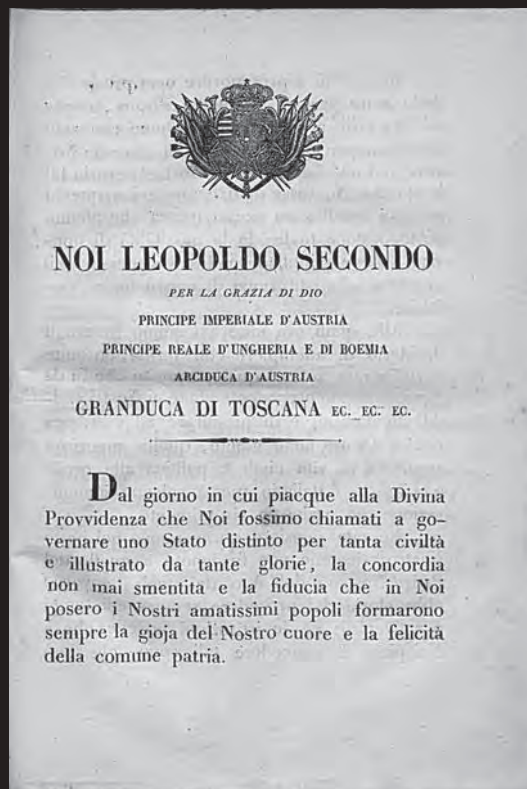 NOI LEOPOLDO SECONDO
PER LA GRAZIA DI DIO
PRINCIPE IMPERIALE D'AUSTRIA
PRINCIPE REALE D'UNGHERIA E DI BOEMIA
ARCIDUCA D'AUSTRIA
GRANDUCA DI TOSCANA EC. EC. EC.
Dal giorno in cui piacque alla Divina
Provvidenza che Noi fossimo chiamati a go-
vernare uno Stato distinto per tanta civiltà
e illustrato da tante glorie, la concordia
non mai smentita e la fiducia che in Noi
posero i Nostri amatissimi popoli formarono
sempre la gioja del Nostro cuore e la felicità
della comune patria.